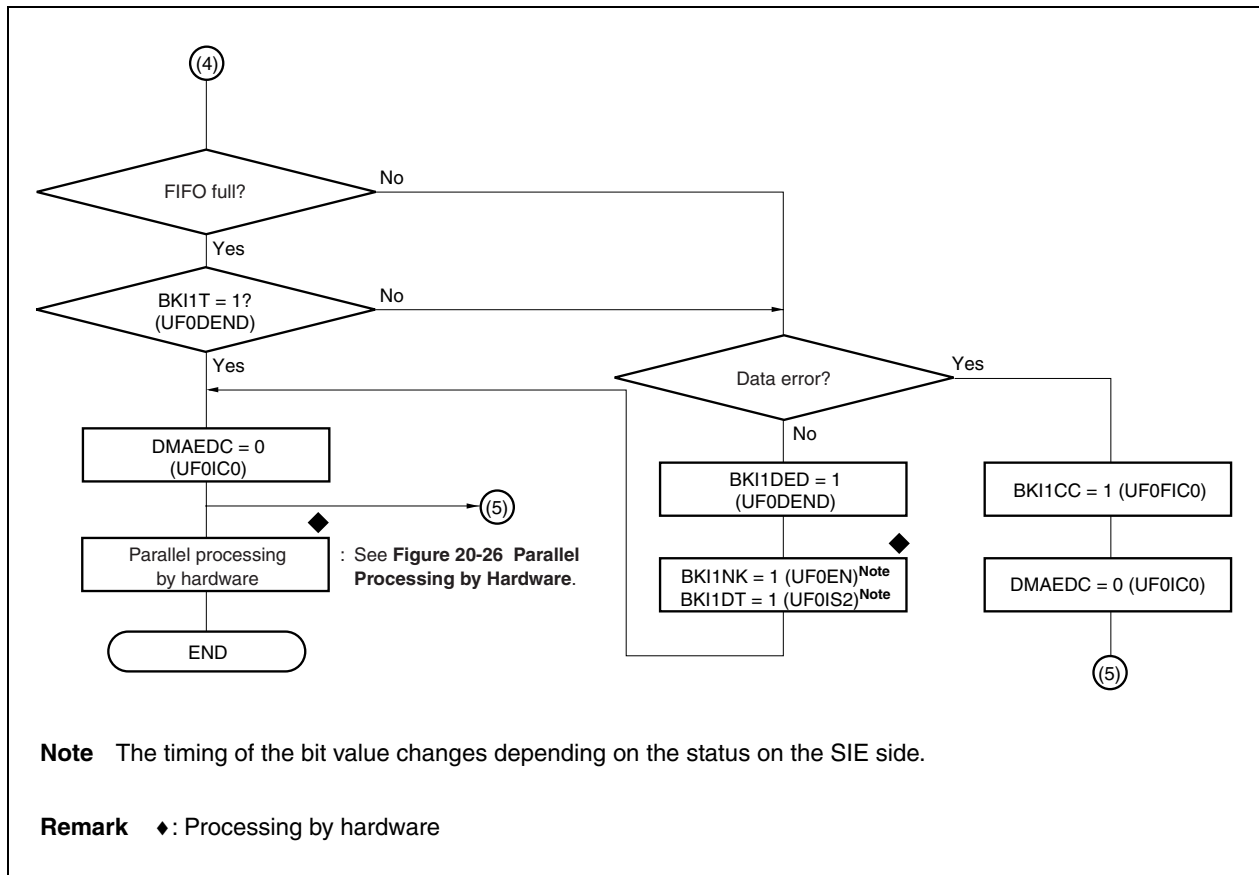 (4)
FIFO full?
No
Yes
BKI1T = 1?
(UF0DEND)
No
Yes
Data error?
Yes
No
DMAEDC = 0
(UF0IC0)
(5)
BKI1DED = 1
(UF0DEND)
BKI1CC = 1 (UF0FIC0)
Parallel processing
by hardware
: See Figure 20-26 Parallel
Processing by Hardware.
BKI1NK = 1 (UF0EN)Note
BKI1DT = 1 (UF0IS2)Note
DMAEDC = 0 (UF0IC0)
END
(5)
Note The timing of the bit value changes depending on the status on the SIE side.
Remark ♦: Processing by hardware